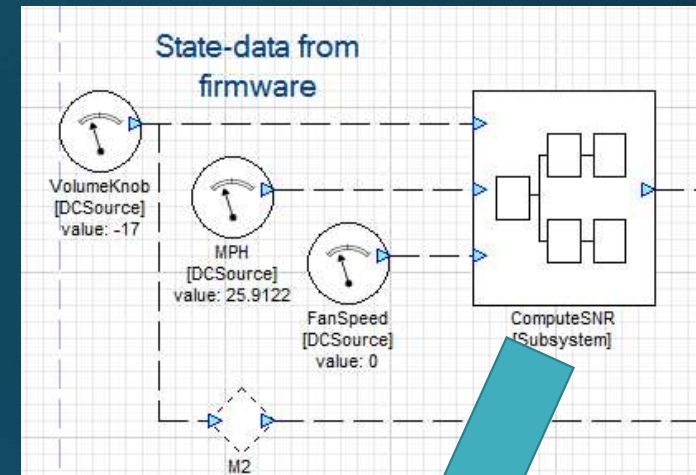 State-data from
firmware
VolumeKnob
[DCSource]
value: -17
MPH
[DCSource]
value: 25.9122
FanSpeed
[DCSource]
value: 0
ComputeSNR
[Subsystem]
M2